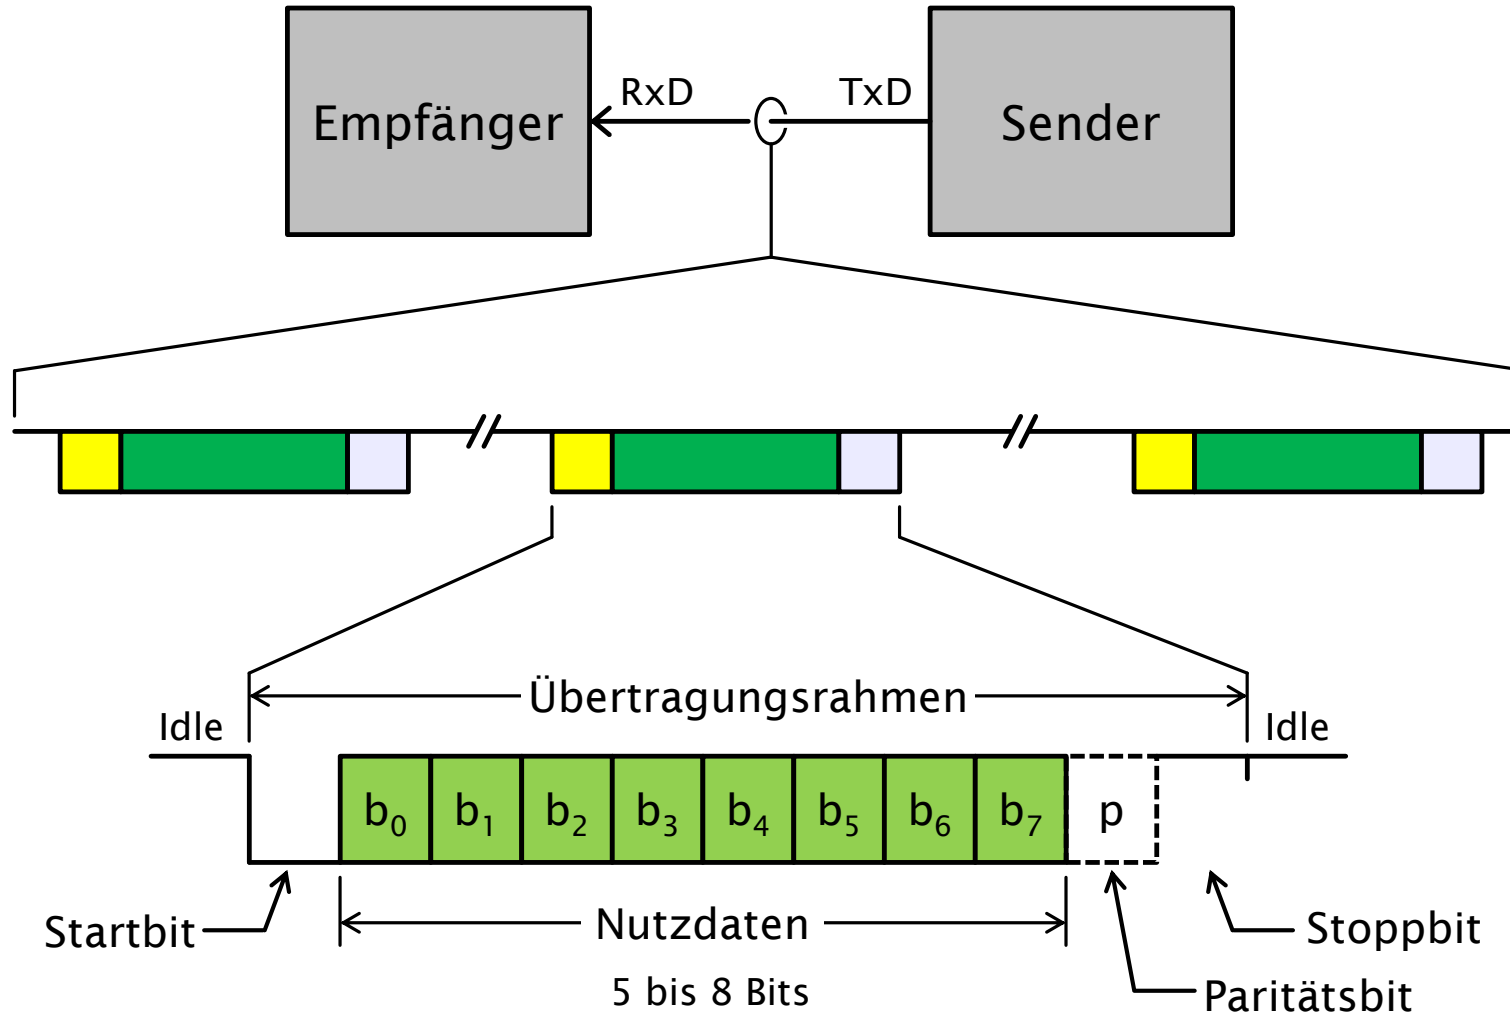 Empfänger
RxD
TxD
Sender
Übertragungsrahmen
Idle
Idle
b₀ b₁ b₂ b₃ b₄ b₅ b₆ b₇ p
Startbit
Nutzdaten
Stoppbit
5 bis 8 Bits
Paritätsbit